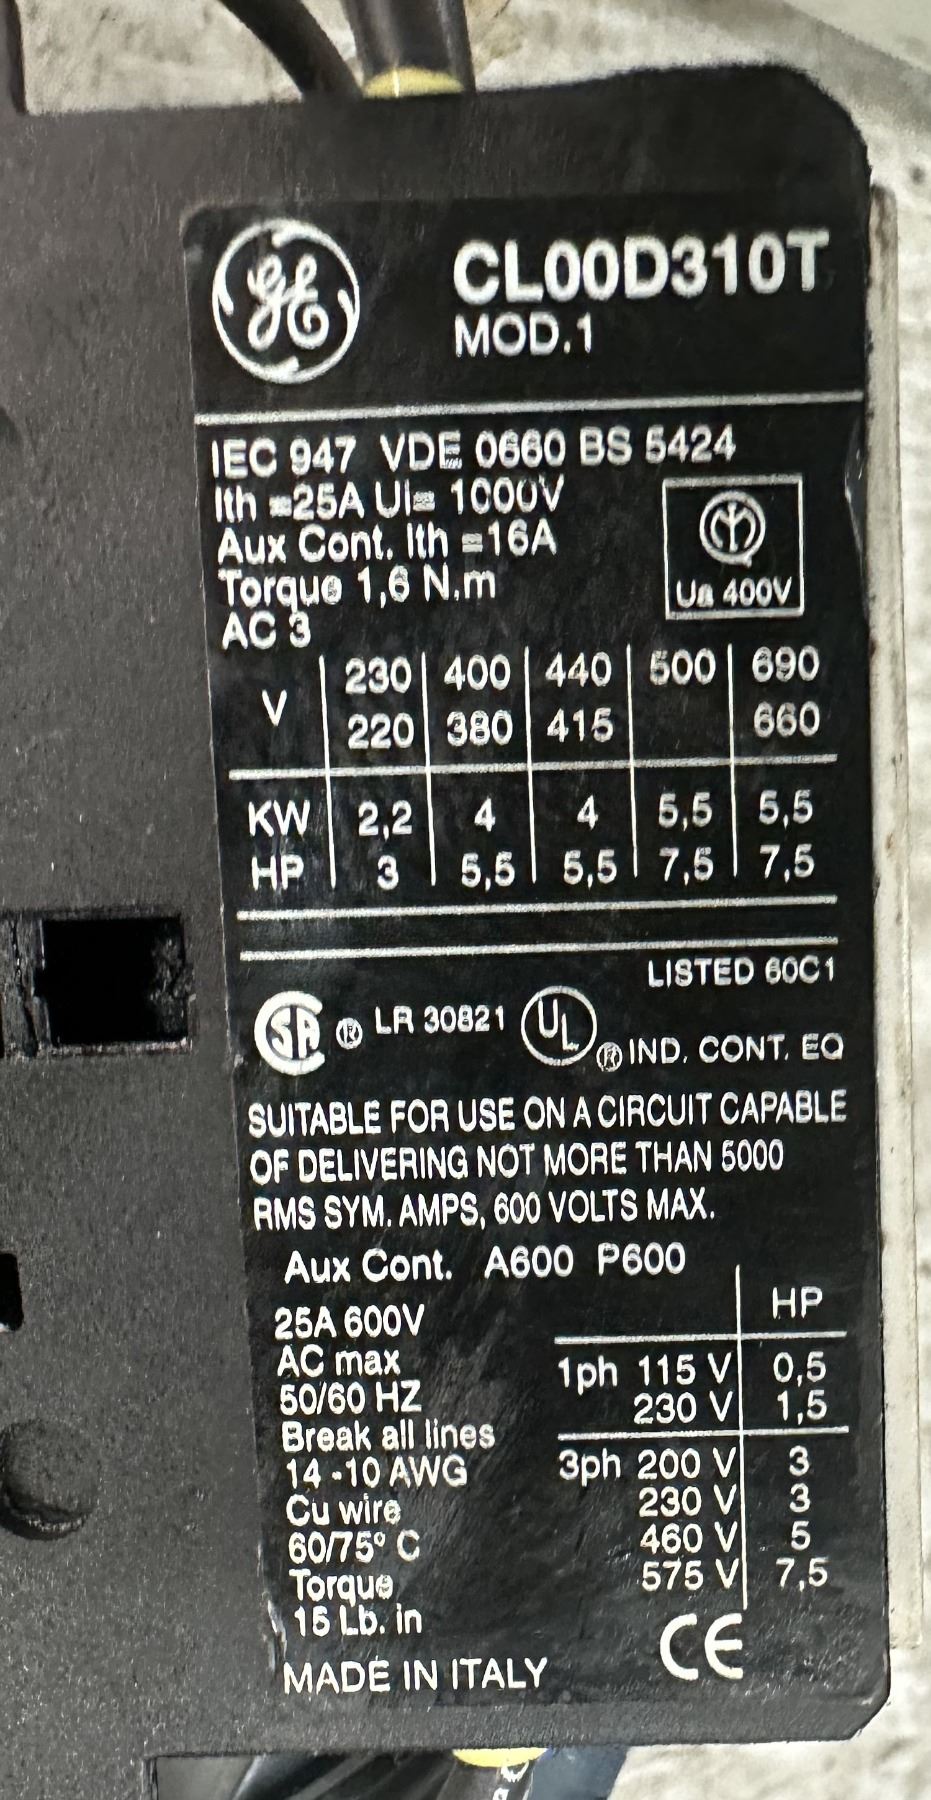 GE
CL00D310T
MOD.1
IEC 947 VDE 0660 BS 5424
Ith =25A Ui= 1000V
Aux Cont. Ith =16A
Torque 1,6 N.m
Ua 400V
AC 3
V 230 400 440 500 690
220 380 415 660
KW 2,2 4 4 5,5 5,5
HP 3 5,5 5,5 7,5 7,5
LISTED 60C1
SA ® LR 30821 UL ® IND. CONT. EQ
SUITABLE FOR USE ON A CIRCUIT CAPABLE
OF DELIVERING NOT MORE THAN 5000
RMS SYM. AMPS, 600 VOLTS MAX.
Aux Cont. A600 P600
25A 600V
AC max
50/60 HZ
Break all lines
14 -10 AWG
Cu wire
60/75° C
Torque
15 Lb. in
HP
1ph 115 V 0,5
230 V 1,5
3ph 200 V 3
230 V 3
460 V 5
575 V 7,5
CE
MADE IN ITALY